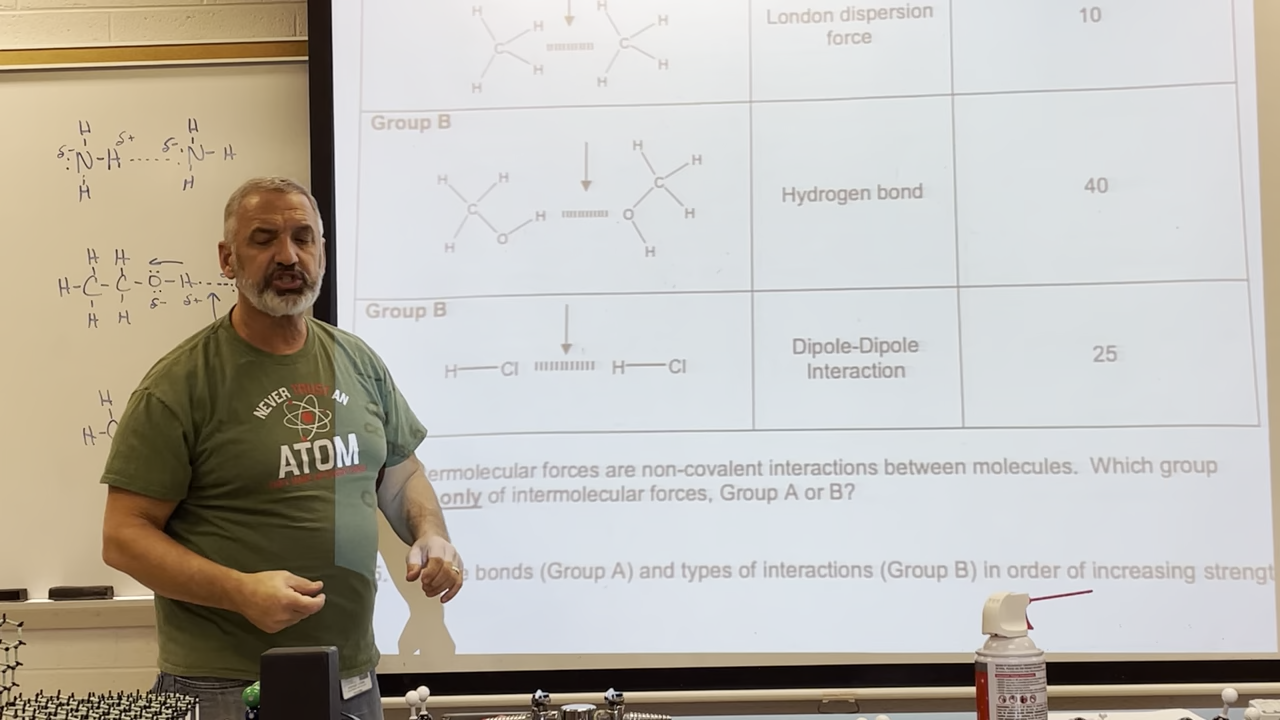 H H
δ- :N-H δ+ ..... δ- :N-H
H H
H H
H-C-C-Ö-H ....
H H δ- δ+
H
H-C
NEVER TRUST AN
ATOM
H H
C H C H
H H
H H
London dispersion
force
10
Group B
H H
C H
H O
H C H
O H
H
Hydrogen bond
40
Group B
H Cl H Cl
Dipole-Dipole
Interaction
25
ermolecular forces are non-covalent interactions between molecules. Which group
only of intermolecular forces, Group A or B?
e bonds (Group A) and types of interactions (Group B) in order of increasing strengt